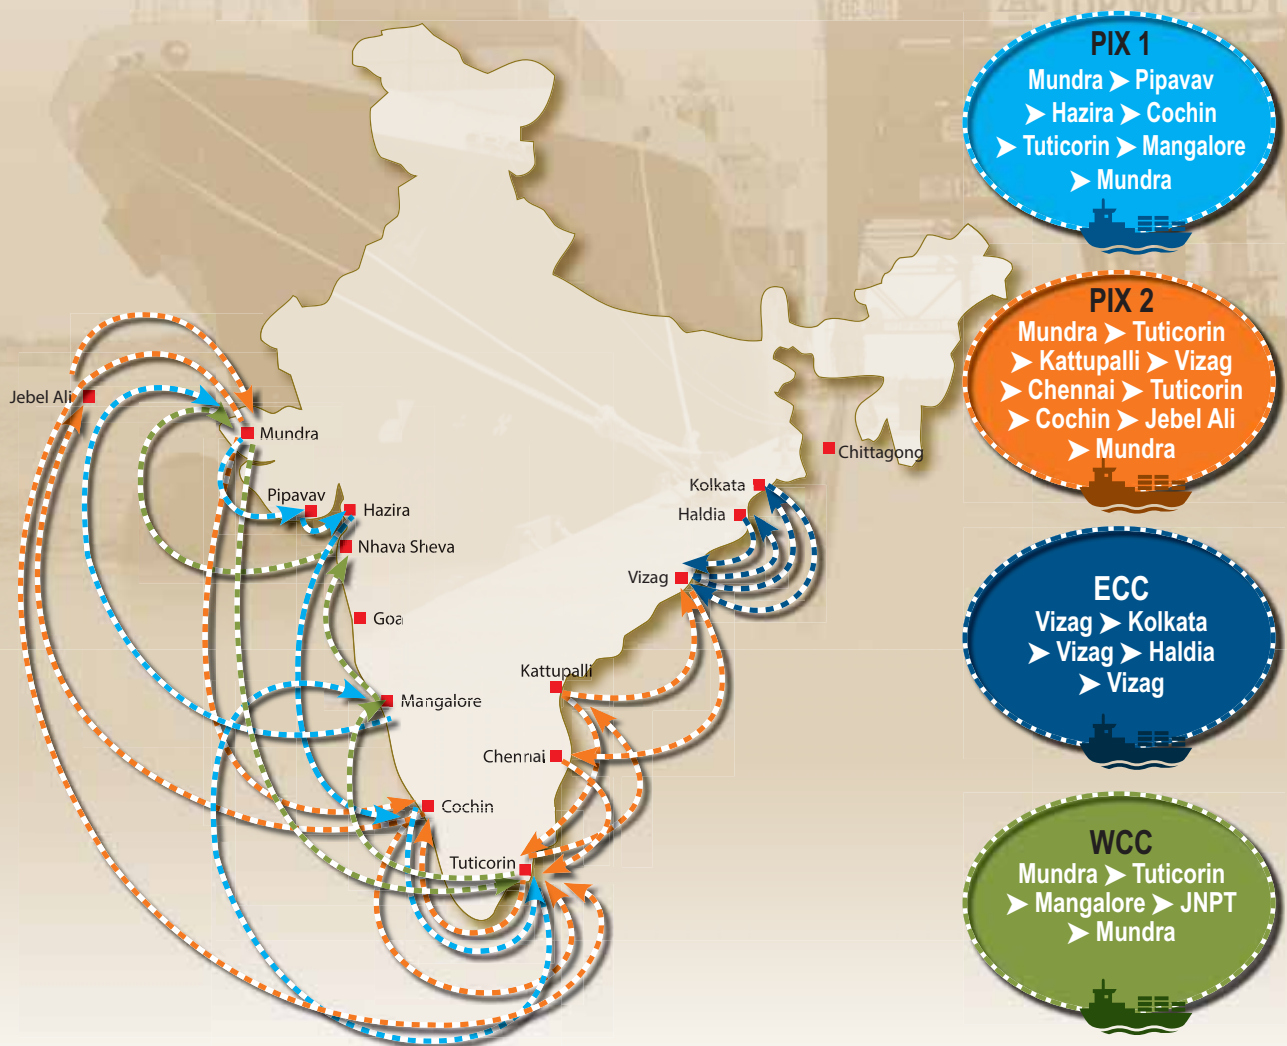 PIX 1
Mundra ➤ Pipavav
➤ Hazira ➤ Cochin
➤ Tuticorin ➤ Mangalore
➤ Mundra
PIX 2
Mundra ➤ Tuticorin
➤ Kattupalli ➤ Vizag
➤ Chennai ➤ Tuticorin
➤ Cochin ➤ Jebel Ali
➤ Mundra
ECC
Vizag ➤ Kolkata
➤ Vizag ➤ Haldia
➤ Vizag
WCC
Mundra ➤ Tuticorin
➤ Mangalore ➤ JNPT
➤ Mundra
Jebel Ali
Mundra
Chittagong
Kolkata
Pipavav
Hazira
Haldia
Nhava Sheva
Vizag
Goa
Kattupalli
Mangalore
Chennai
Cochin
Tuticorin